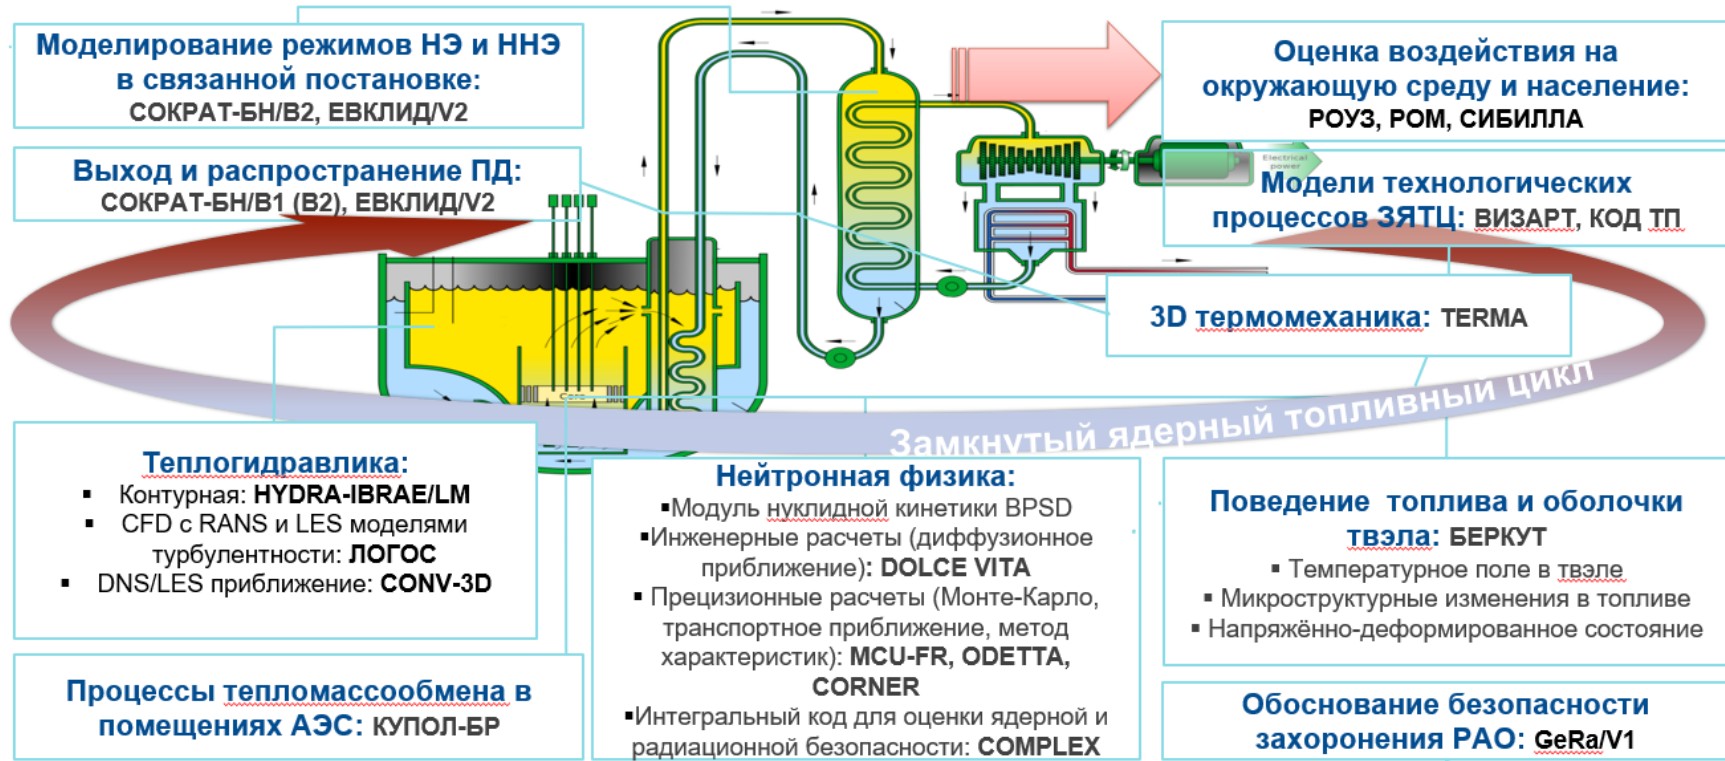 Моделирование режимов НЭ и ННЭ
в связанной постановке:
СОКРАТ-БН/В2, ЕВКЛИД/V2
Выход и распространение ПД:
СОКРАТ-БН/В1 (В2), ЕВКЛИД/V2
Оценка воздействия на
окружающую среду и население:
РОУЗ, РОМ, СИБИЛЛА
Electrical
power
Модели технологических
процессов ЗЯТЦ: ВИЗАРТ, КОД ТП
3D термомеханика: TERMA
Core
Замкнутый ядерный топливный цикл
Теплогидравлика:
▪ Контурная: HYDRA-IBRAE/LM
▪ CFD с RANS и LES моделями
турбулентности: ЛОГОС
▪ DNS/LES приближение: CONV-3D
Процессы тепломассообмена в
помещениях АЭС: КУПОЛ-БР
Нейтронная физика:
▪Модуль нуклидной кинетики BPSD
▪Инженерные расчеты (диффузионное
приближение): DOLCE VITA
▪ Прецизионные расчеты (Монте-Карло,
транспортное приближение, метод
характеристик): MCU-FR, ODETTA,
CORNER
▪Интегральный код для оценки ядерной и
радиационной безопасности: COMPLEX
Поведение топлива и оболочки
твэла: БЕРКУТ
▪ Температурное поле в твэле
▪ Микроструктурные изменения в топливе
▪ Напряжённо-деформированное состояние
Обоснование безопасности
захоронения РАО: GeRa/V1